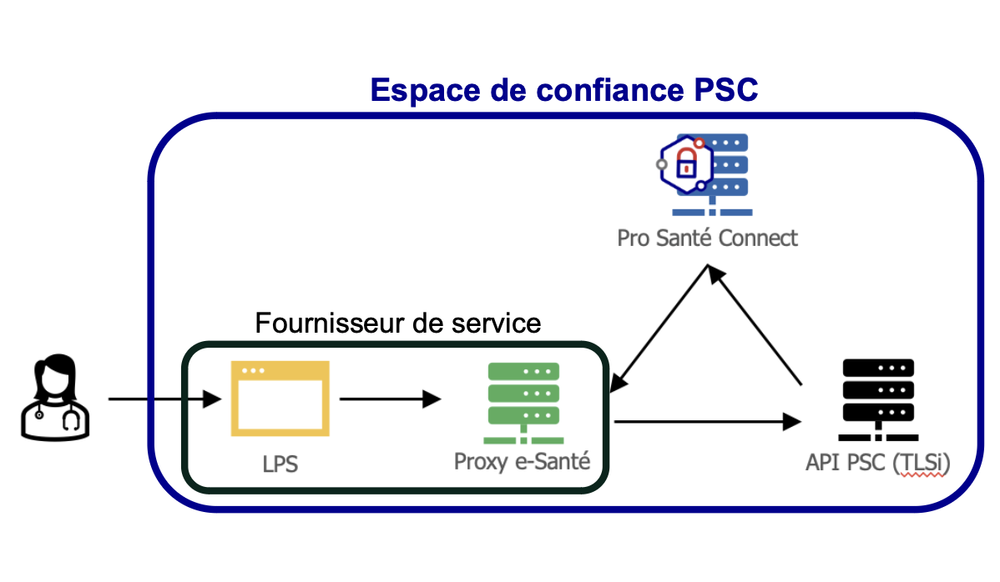 Espace de confiance PSC
Pro Santé Connect
Fournisseur de service
LPS
Proxy e-Santé
API PSC (TLSi)